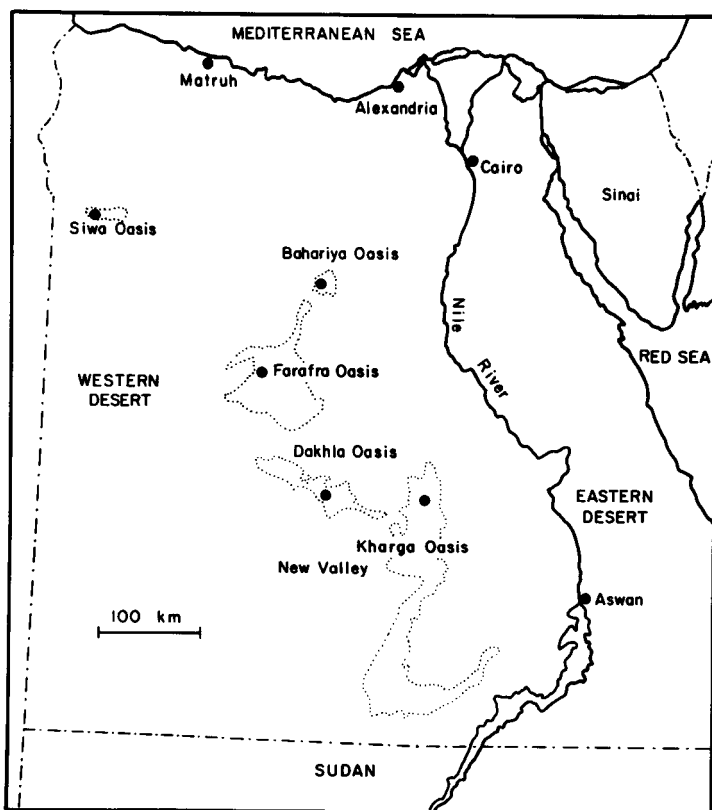 MEDITERRANEAN SEA
Matruh
Alexandria
Cairo
Sinai
Siwa Oasis
Bahariya Oasis
Nile
River
RED SEA
WESTERN
DESERT
Farafra Oasis
Dakhla Oasis
EASTERN
DESERT
Kharga Oasis
New Valley
Aswan
100 km
SUDAN